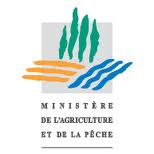 MINISTÈRE
DE L'AGRICULTURE
ET DE LA PÊCHE